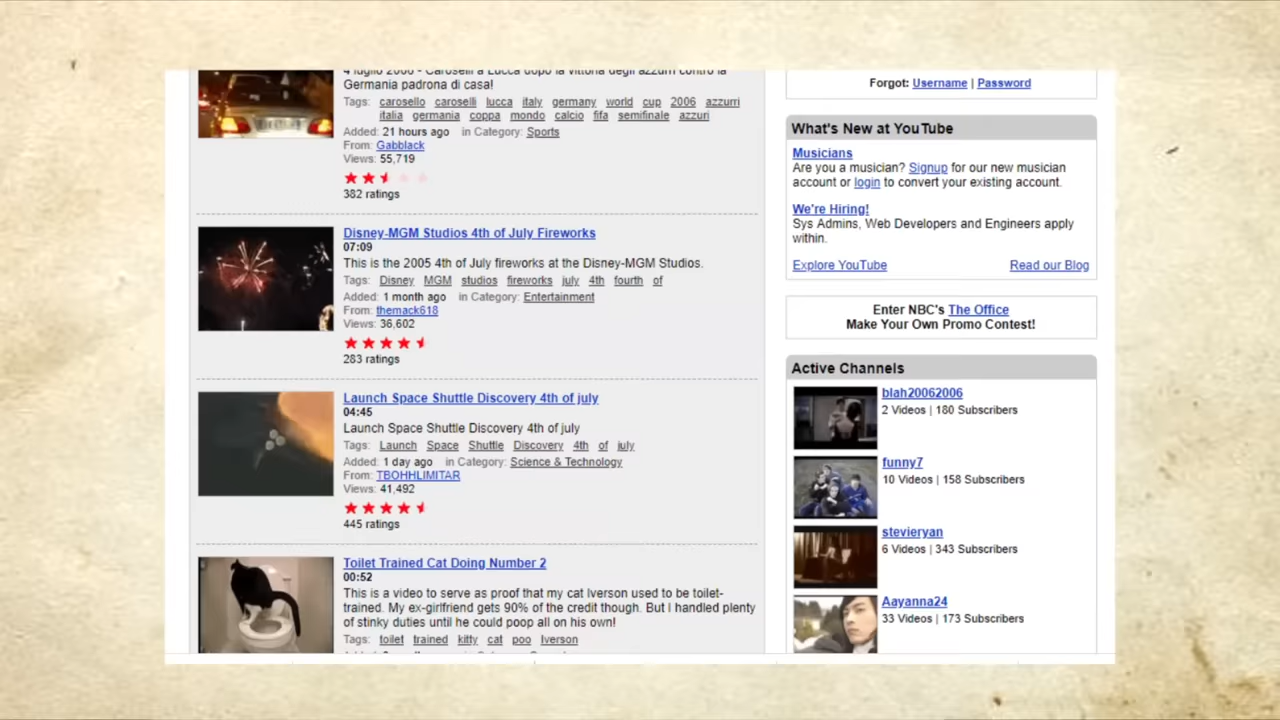 4 luglio 2006 - Caroselli a Lucca dopo la vittoria degli azzurri contro la
Germania padrona di casa!
Tags: carosello caroselli lucca italy germany world cup 2006 azzurri
italia germania coppa mondo calcio fifa semifinale azzuri
Added: 21 hours ago in Category: Sports
From: Gabblack
Views: 55,719
382 ratings
Disney-MGM Studios 4th of July Fireworks
07:09
This is the 2005 4th of July fireworks at the Disney-MGM Studios.
Tags: Disney MGM studios fireworks july 4th fourth of
Added: 1 month ago in Category: Entertainment
From: themack618
Views: 36,602
283 ratings
Launch Space Shuttle Discovery 4th of july
04:45
Launch Space Shuttle Discovery 4th of july
Tags: Launch Space Shuttle Discovery 4th of july
Added: 1 day ago in Category: Science & Technology
From: TBOHHLIMITAR
Views: 41,492
445 ratings
Toilet Trained Cat Doing Number 2
00:52
This is a video to serve as proof that my cat Iverson used to be toilet-
trained. My ex-girlfriend gets 90% of the credit though. But I handled plenty
of stinky duties until he could poop all on his own!
Tags: toilet trained kitty cat poo Iverson
Forgot: Username | Password
What's New at YouTube
Musicians
Are you a musician? Signup for our new musician
account or login to convert your existing account.
We're Hiring!
Sys Admins, Web Developers and Engineers apply
within.
Explore YouTube Read our Blog
Enter NBC's The Office
Make Your Own Promo Contest!
Active Channels
blah20062006
2 Videos | 180 Subscribers
funny7
10 Videos | 158 Subscribers
stevieryan
6 Videos | 343 Subscribers
Aayanna24
33 Videos | 173 Subscribers